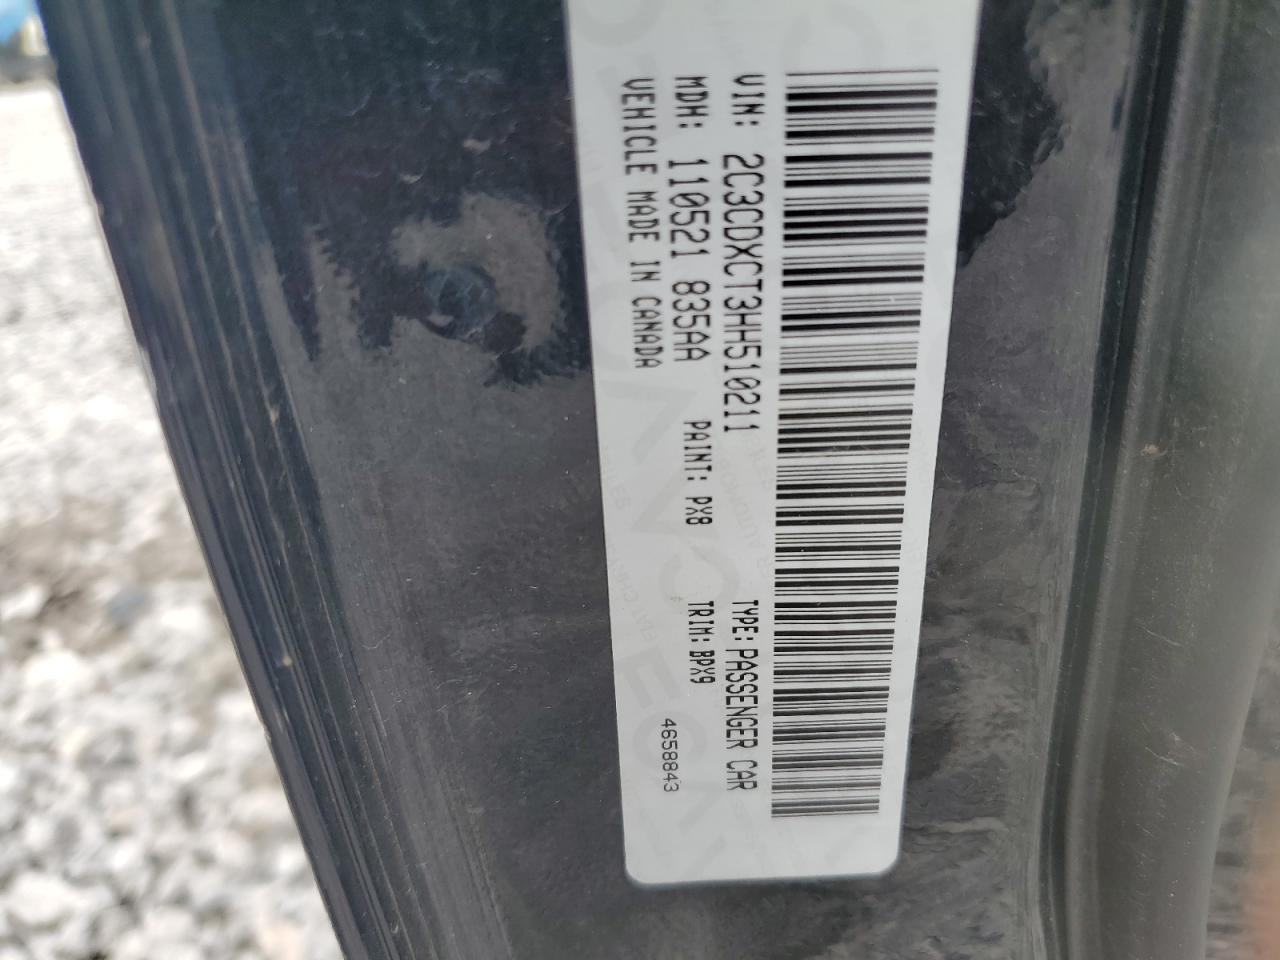 VIN: 2C3CDXCT3HH510211 TYPE: PASSENGER CAR
MDH: 110521 835AA PAINT: PX8 TRIM: BPX9
VEHICLE MADE IN CANADA 4658843